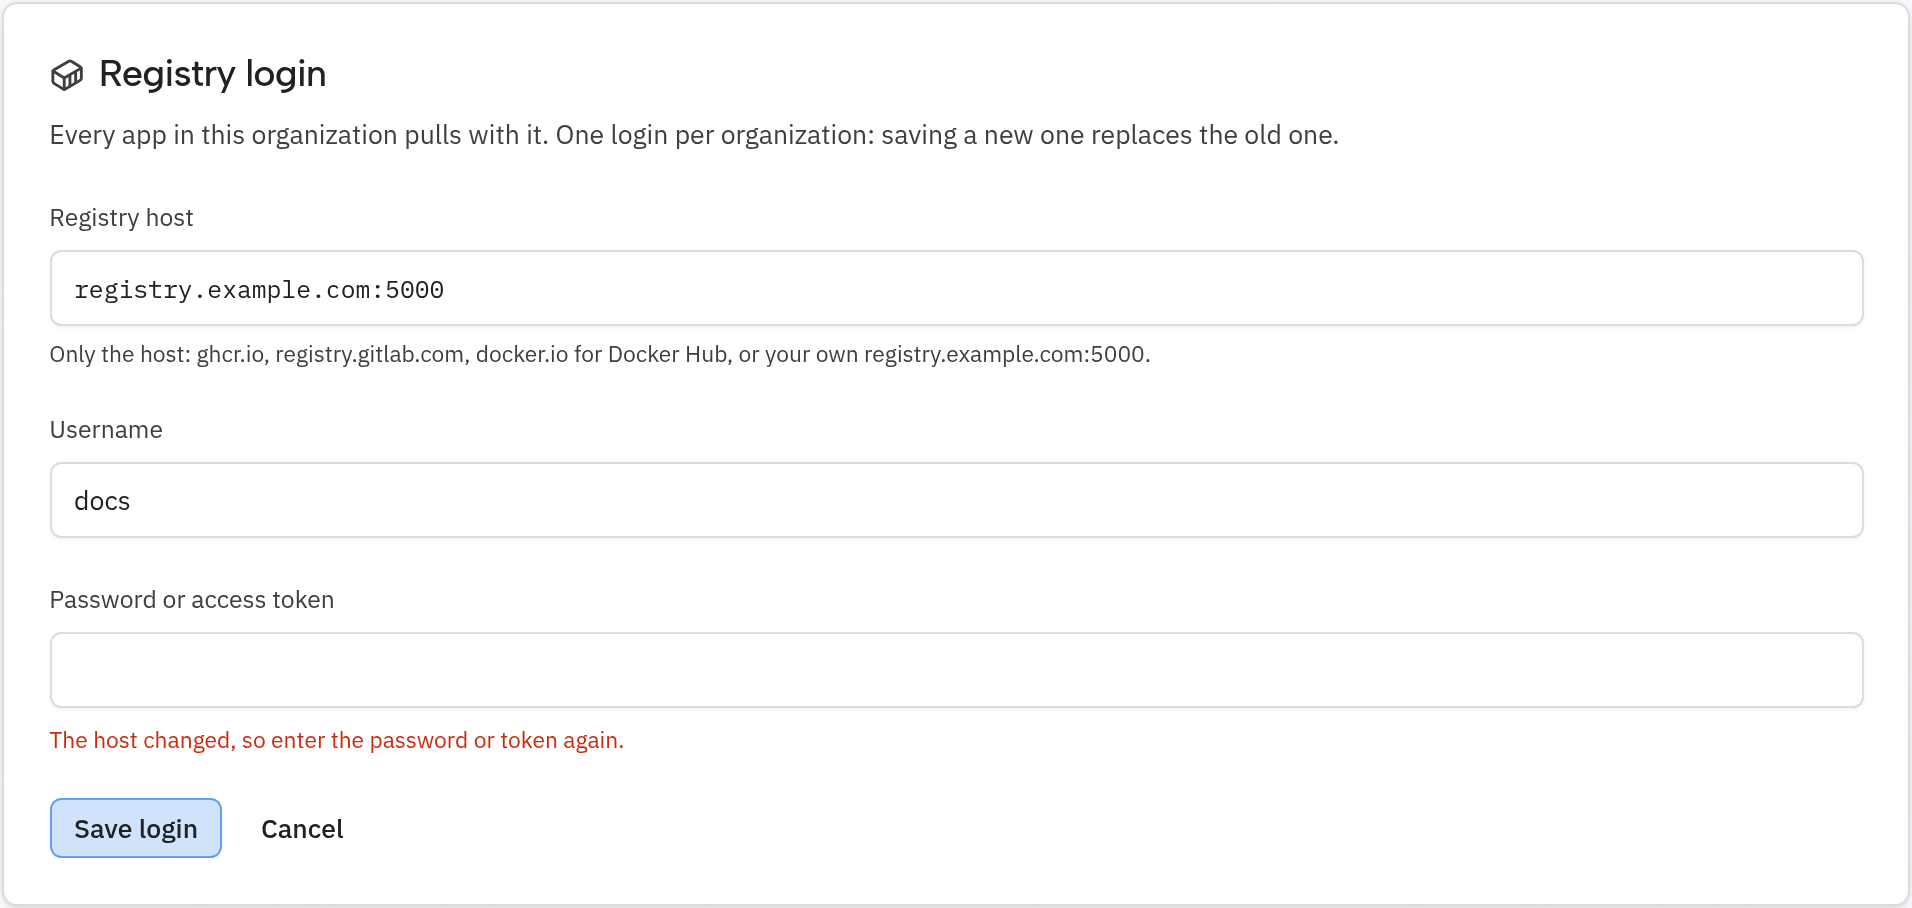 Registry login
Every app in this organization pulls with it. One login per organization: saving a new one replaces the old one.
Registry host
registry.example.com:5000
Only the host: ghcr.io, registry.gitlab.com, docker.io for Docker Hub, or your own registry.example.com:5000.
Username
docs
Password or access token
The host changed, so enter the password or token again.
Save login
Cancel